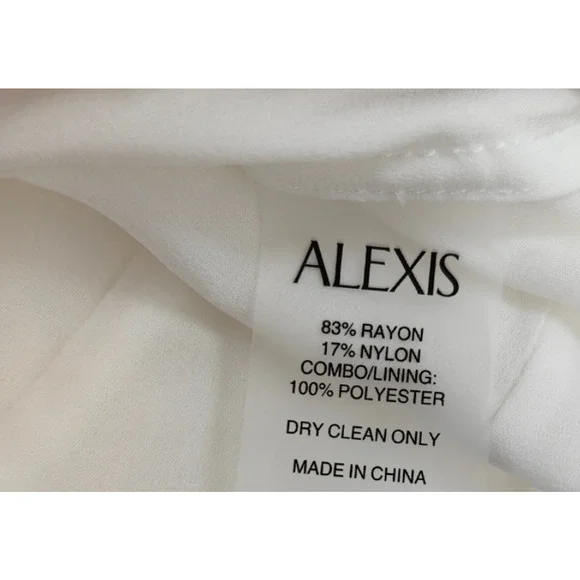 ALEXIS
83% RAYON
17% NYLON
COMBO/LINING:
100% POLYESTER
DRY CLEAN ONLY
MADE IN CHINA